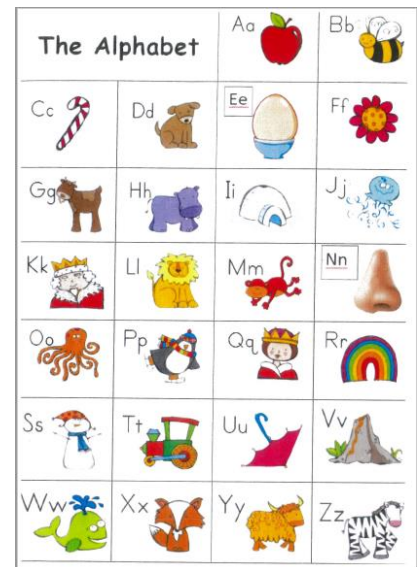 The Alphabet
Aa
Bb
Cc
Dd
Ee
Ff
Gg
Hh
Ii
Jj
Kk
Ll
Mm
Nn
Oo
Pp
Qq
Rr
Ss
Tt
Uu
Vv
Ww
Xx
Yy
Zz